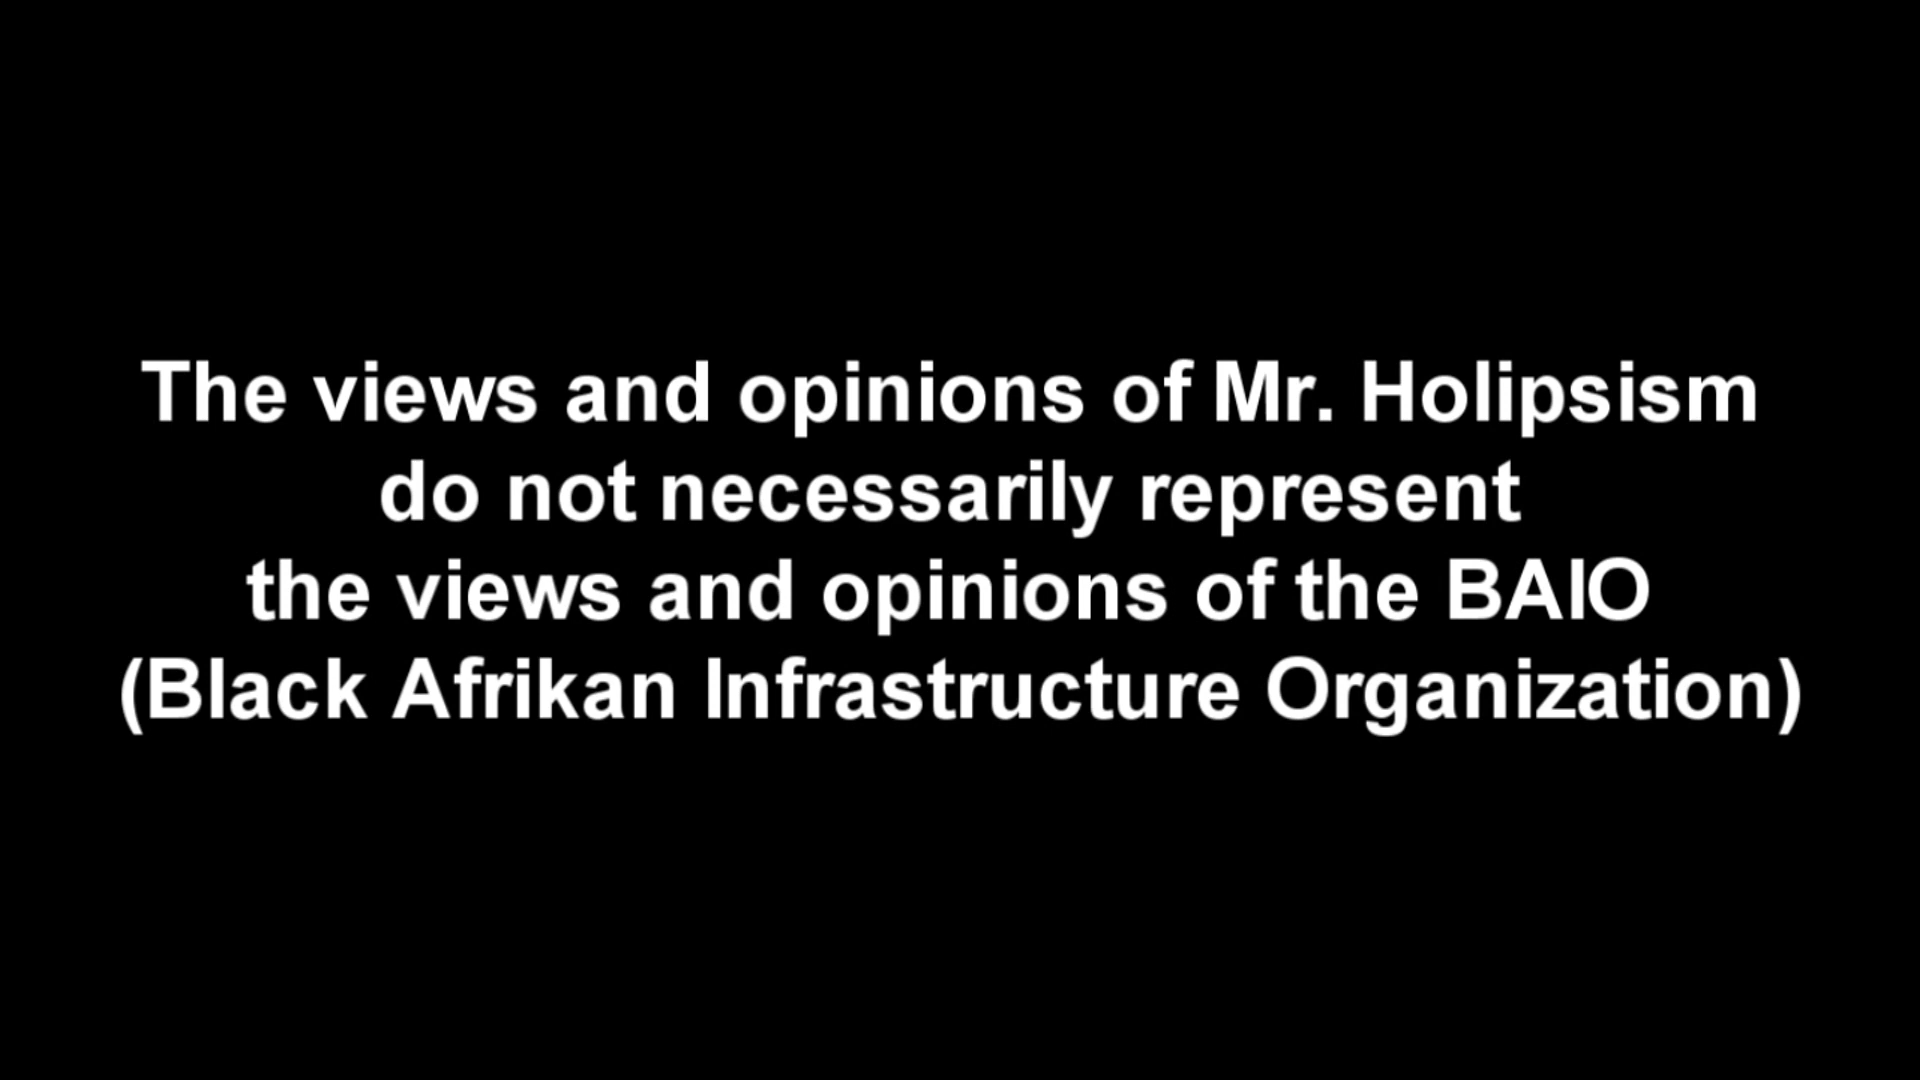 The views and opinions of Mr. Holipsism
do not necessarily represent
the views and opinions of the BAIO
(Black Afrikan Infrastructure Organization)